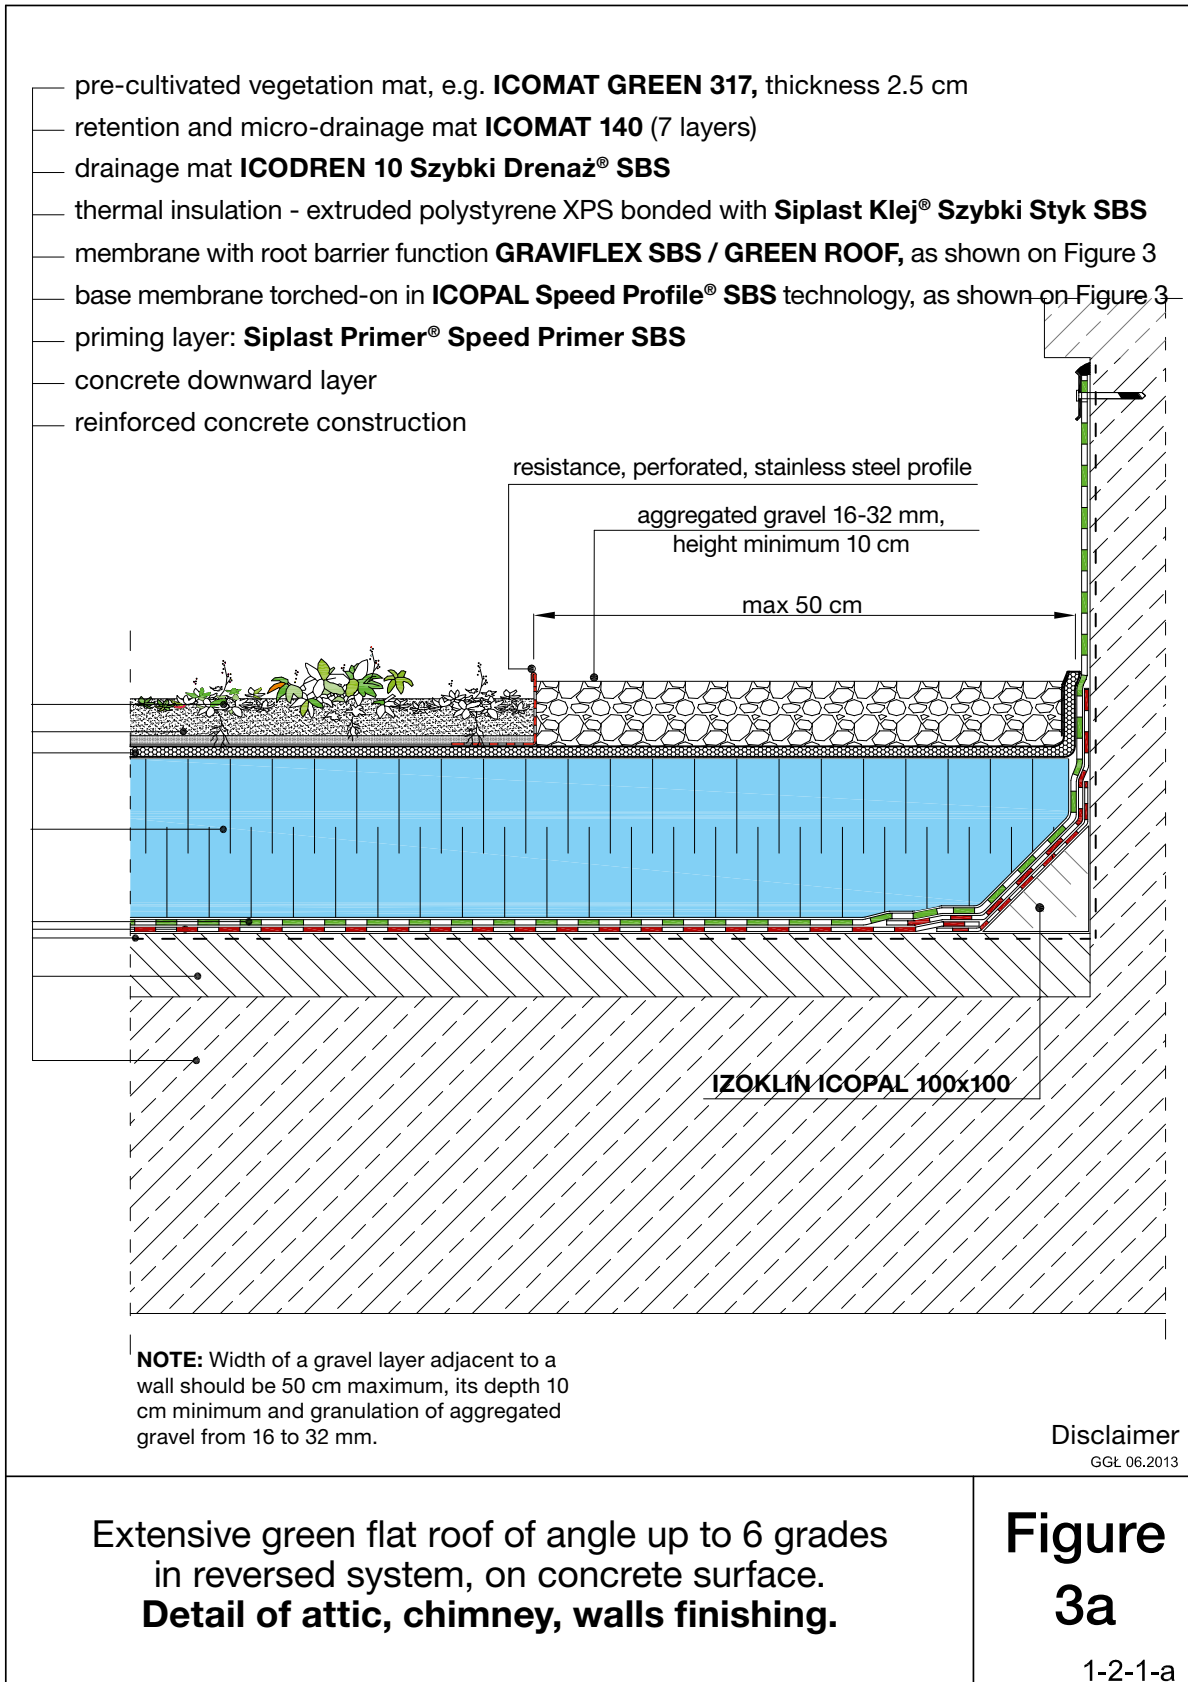 pre-cultivated vegetation mat, e.g. ICOMAT GREEN 317, thickness 2.5 cm
retention and micro-drainage mat ICOMAT 140 (7 layers)
drainage mat ICODREN 10 Szybki Drenaż® SBS
thermal insulation - extruded polystyrene XPS bonded with Siplast Klej® Szybki Styk SBS
membrane with root barrier function GRAVIFLEX SBS / GREEN ROOF, as shown on Figure 3
base membrane torched-on in ICOPAL Speed Profile® SBS technology, as shown on Figure 3
priming layer: Siplast Primer® Speed Primer SBS
concrete downward layer
reinforced concrete construction
resistance, perforated, stainless steel profile
aggregated gravel 16-32 mm,
height minimum 10 cm
max 50 cm
IZOKLIN ICOPAL 100x100
NOTE: Width of a gravel layer adjacent to a
wall should be 50 cm maximum, its depth 10
cm minimum and granulation of aggregated
gravel from 16 to 32 mm.
Disclaimer
GGŁ 06.2013
Extensive green flat roof of angle up to 6 grades
in reversed system, on concrete surface.
Detail of attic, chimney, walls finishing.
Figure
3a
1-2-1-a